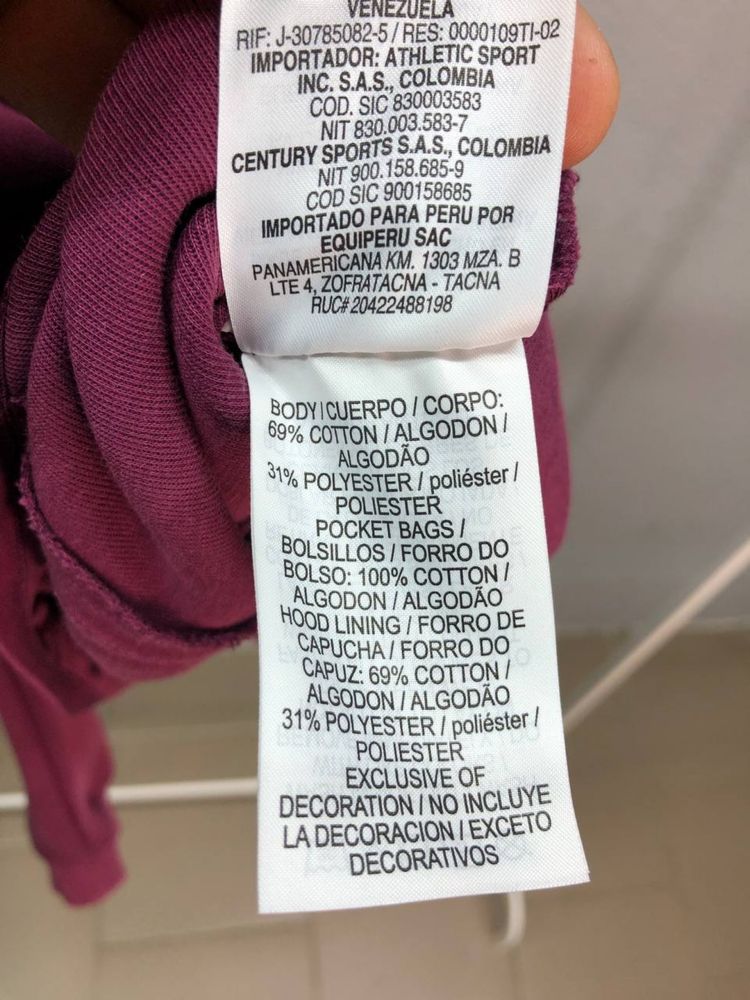 VENEZUELA
RIF: J-30785082-5 / RES: 0000109TI-02
IMPORTADOR: ATHLETIC SPORT
INC. S.A.S., COLOMBIA
COD. SIC 830003583
NIT 830.003.583-7
CENTURY SPORTS S.A.S., COLOMBIA
NIT 900.158.685-9
COD SIC 900158685
IMPORTADO PARA PERU POR
EQUIPERU SAC
PANAMERICANA KM. 1303 MZA. B
LTE 4, ZOFRATACNA - TACNA
RUC# 20422488198
BODY / CUERPO / CORPO:
69% COTTON / ALGODON /
ALGODÃO
31% POLYESTER / poliéster /
POLIESTER
POCKET BAGS /
BOLSILLOS / FORRO DO
BOLSO: 100% COTTON /
ALGODON / ALGODÃO
HOOD LINING / FORRO DE
CAPUCHA / FORRO DO
CAPUZ: 69% COTTON /
ALGODON / ALGODÃO
31% POLYESTER / poliéster /
POLIESTER
EXCLUSIVE OF
DECORATION / NO INCLUYE
LA DECORACION / EXCETO
DECORATIVOS